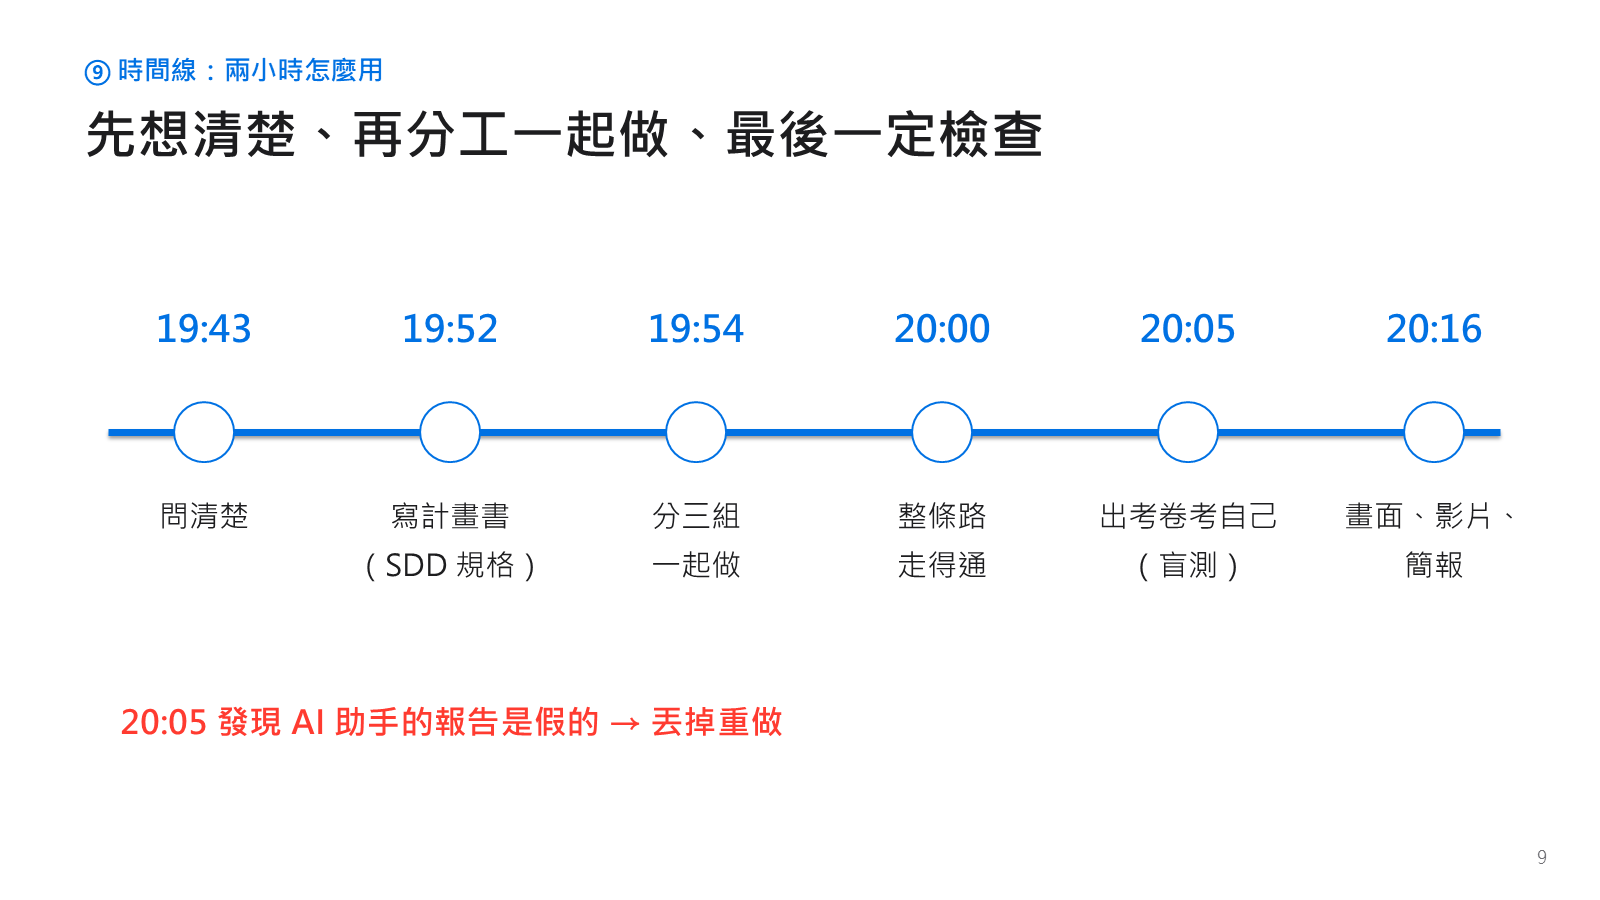 ⑨ 時間線：兩小時怎麼用
先想清楚、再分工一起做、最後一定檢查
19:43
19:52
19:54
20:00
20:05
20:16
問清楚
寫計畫書
（SDD 規格）
分三組
一起做
整條路
走得通
出考卷考自己
（盲測）
畫面、影片、
簡報
20:05 發現 AI 助手的報告是假的 → 丟掉重做
9